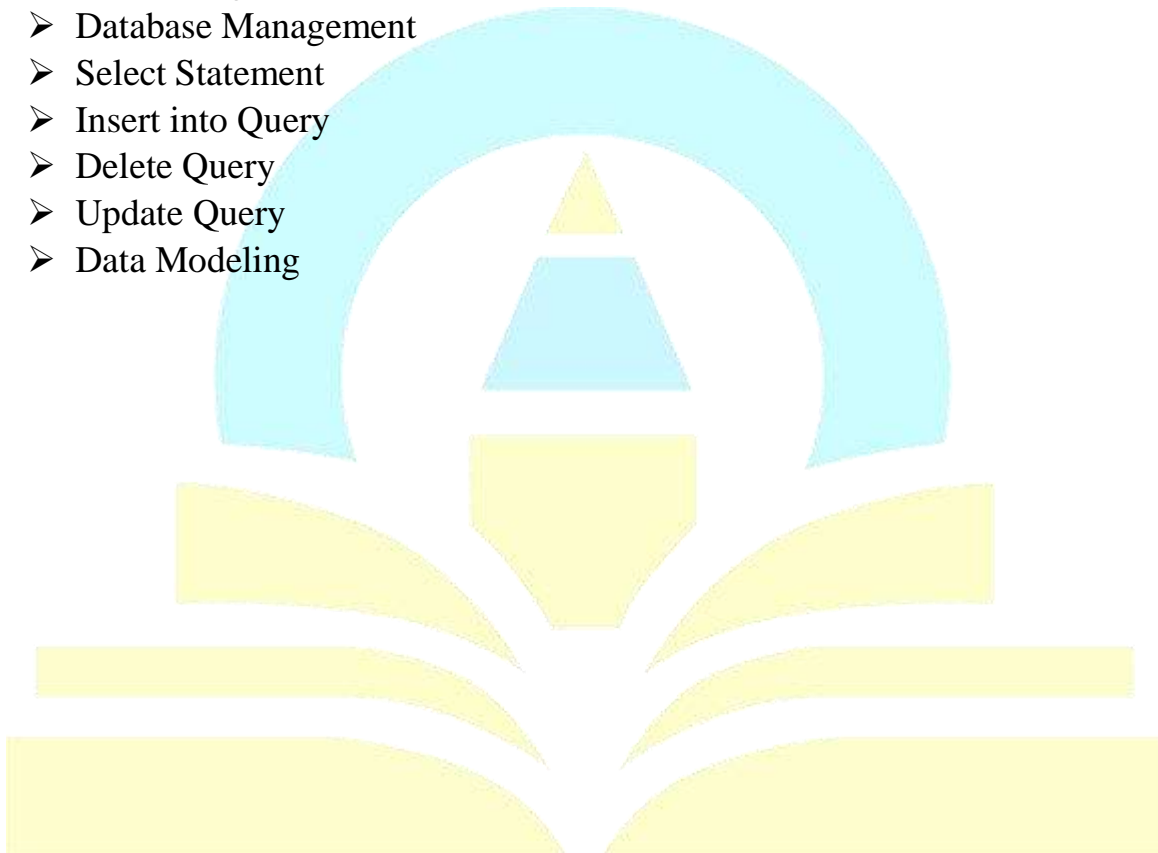 ➢ Database Management
➢ Select Statement
➢ Insert into Query
➢ Delete Query
➢ Update Query
➢ Data Modeling